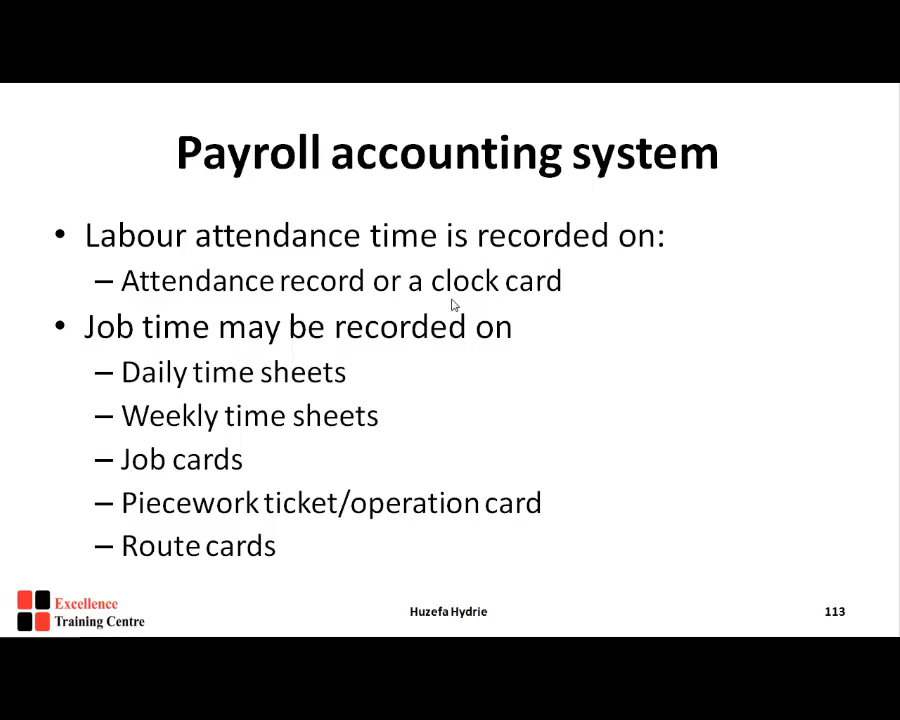 Payroll accounting system
• Labour attendance time is recorded on:
– Attendance record or a clock card
• Job time may be recorded on
– Daily time sheets
– Weekly time sheets
– Job cards
– Piecework ticket/operation card
– Route cards
Excellence
Training Centre
Huzefa Hydrie
113